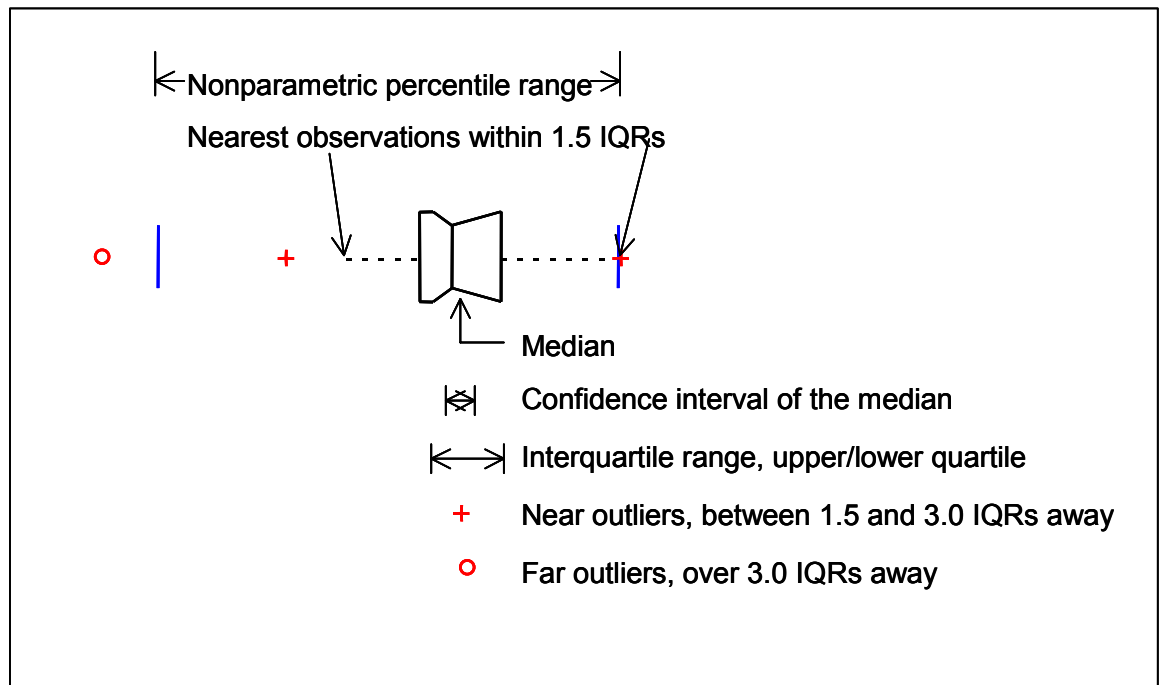 Nonparametric percentile range
Nearest observations within 1.5 IQRs
Median
Confidence interval of the median
Interquartile range, upper/lower quartile
Near outliers, between 1.5 and 3.0 IQRs away
Far outliers, over 3.0 IQRs away